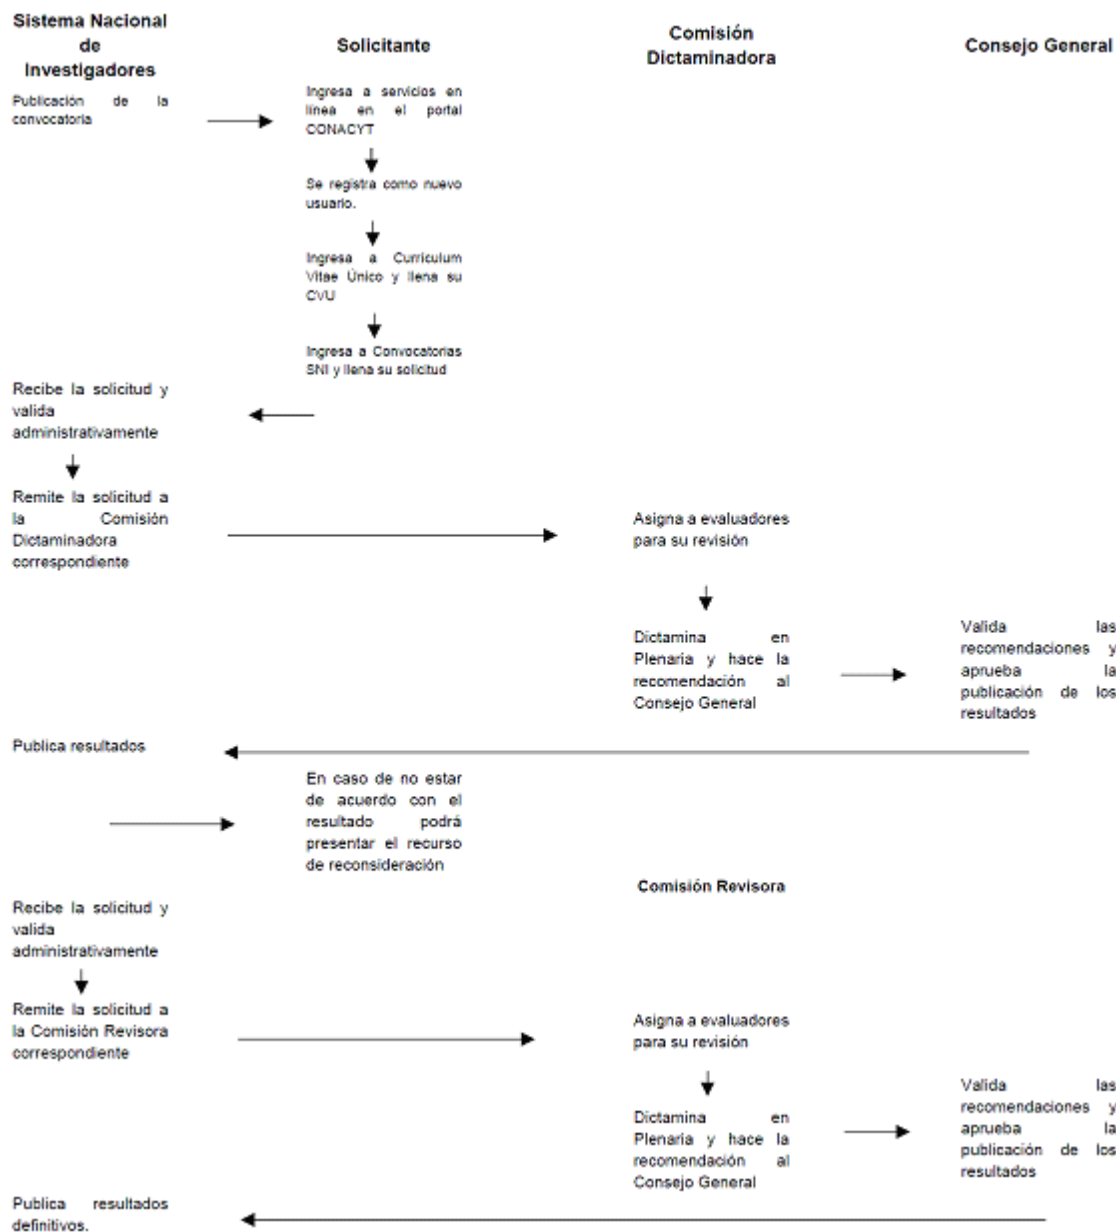 Sistema Nacional
de
Investigadores
Solicitante
Comisión
Dictaminadora
Consejo General
Publicación de la
convocatoria
Ingresa a servicios en
línea en el portal
CONACYT
Se registra como nuevo
usuario.
Ingresa a Curriculum
Vitae Único y llena su
CVU
Ingresa a Convocatorias
SNI y llena su solicitud
Recibe la solicitud y
valida
administrativamente
Remite la solicitud a
la Comisión
Dictaminadora
correspondiente
Asigna a evaluadores
para su revisión
Dictamina en
Plenaria y hace la
recomendación al
Consejo General
Valida las
recomendaciones y
aprueba la
publicación de los
resultados
Publica resultados
En caso de no estar
de acuerdo con el
resultado podrá
presentar el recurso
de reconsideración
Comisión Revisora
Recibe la solicitud y
valida
administrativamente
Remite la solicitud a
la Comisión Revisora
correspondiente
Asigna a evaluadores
para su revisión
Dictamina en
Plenaria y hace la
recomendación al
Consejo General
Valida las
recomendaciones y
aprueba la
publicación de los
resultados
Publica resultados
definitivos.